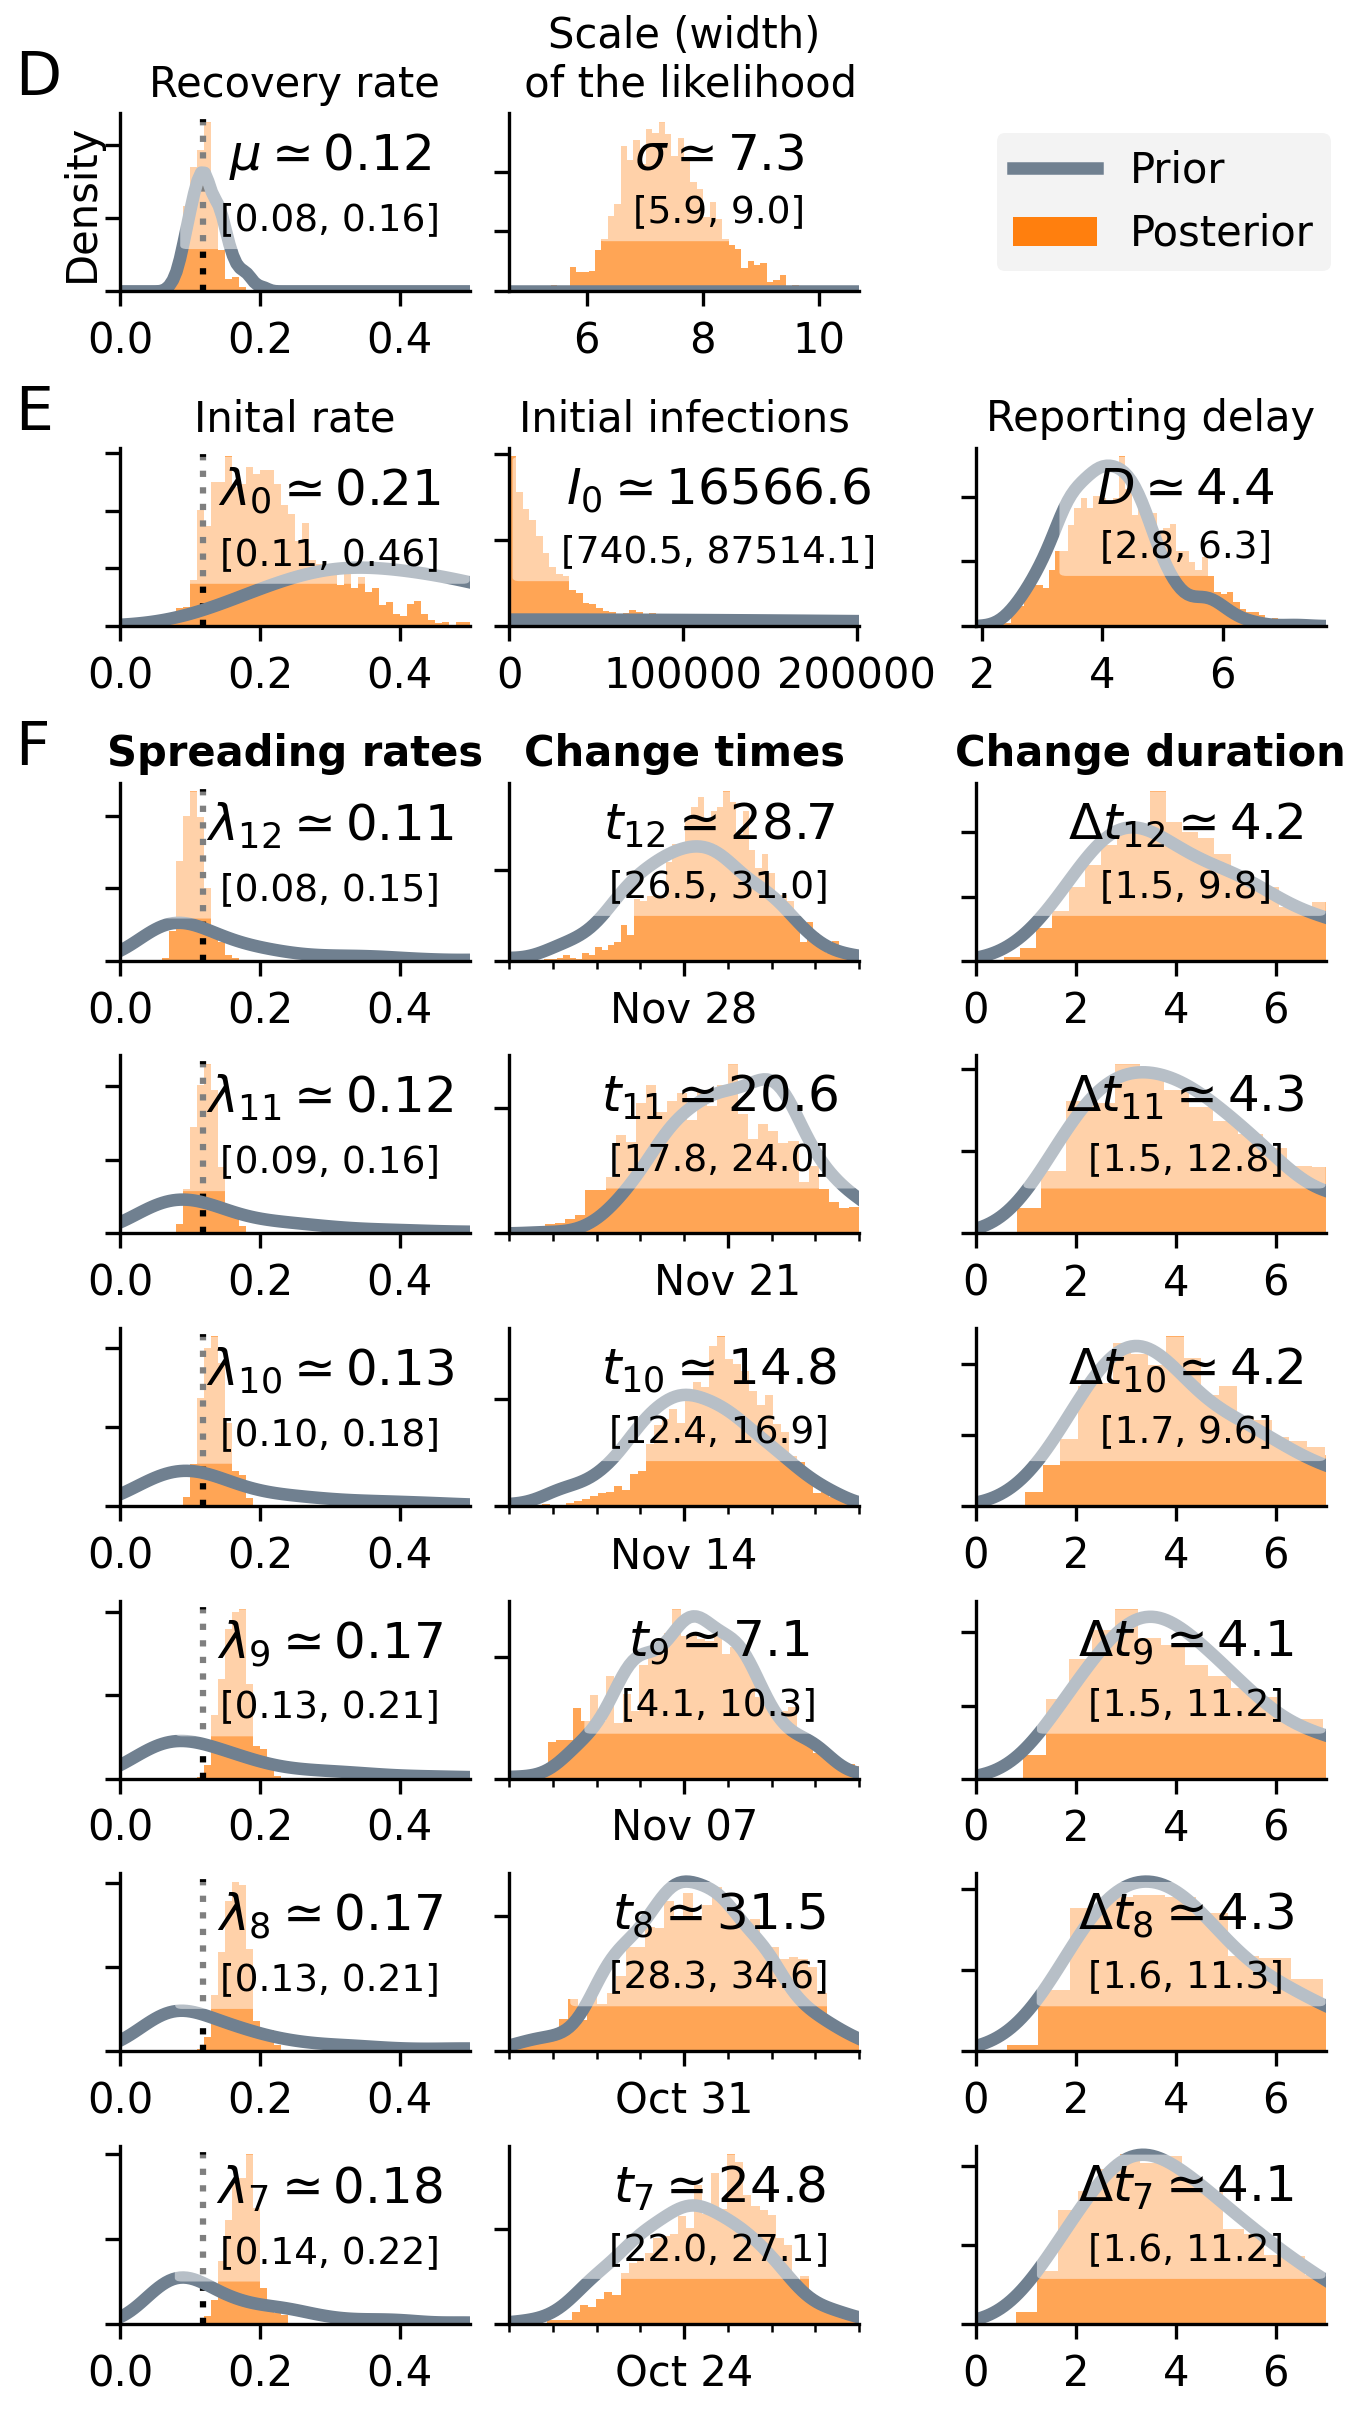 D
Recovery rate
Scale (width)
of the likelihood
Density
μ ≃ 0.12
[0.08, 0.16]
σ ≃ 7.3
[5.9, 9.0]
Prior
Posterior
0.0 0.2 0.4
6 8 10
E
Inital rate
Initial infections
Reporting delay
λ0 ≃ 0.21
[0.11, 0.46]
I0 ≃ 16566.6
[740.5, 87514.1]
D ≃ 4.4
[2.8, 6.3]
0.0 0.2 0.4
0 100000 200000
2 4 6
F
Spreading rates
Change times
Change duration
λ12 ≃ 0.11
[0.08, 0.15]
t12 ≃ 28.7
[26.5, 31.0]
Δt12 ≃ 4.2
[1.5, 9.8]
0.0 0.2 0.4
Nov 28
0 2 4 6
λ11 ≃ 0.12
[0.09, 0.16]
t11 ≃ 20.6
[17.8, 24.0]
Δt11 ≃ 4.3
[1.5, 12.8]
0.0 0.2 0.4
Nov 21
0 2 4 6
λ10 ≃ 0.13
[0.10, 0.18]
t10 ≃ 14.8
[12.4, 16.9]
Δt10 ≃ 4.2
[1.7, 9.6]
0.0 0.2 0.4
Nov 14
0 2 4 6
λ9 ≃ 0.17
[0.13, 0.21]
t9 ≃ 7.1
[4.1, 10.3]
Δt9 ≃ 4.1
[1.5, 11.2]
0.0 0.2 0.4
Nov 07
0 2 4 6
λ8 ≃ 0.17
[0.13, 0.21]
t8 ≃ 31.5
[28.3, 34.6]
Δt8 ≃ 4.3
[1.6, 11.3]
0.0 0.2 0.4
Oct 31
0 2 4 6
λ7 ≃ 0.18
[0.14, 0.22]
t7 ≃ 24.8
[22.0, 27.1]
Δt7 ≃ 4.1
[1.6, 11.2]
0.0 0.2 0.4
Oct 24
0 2 4 6